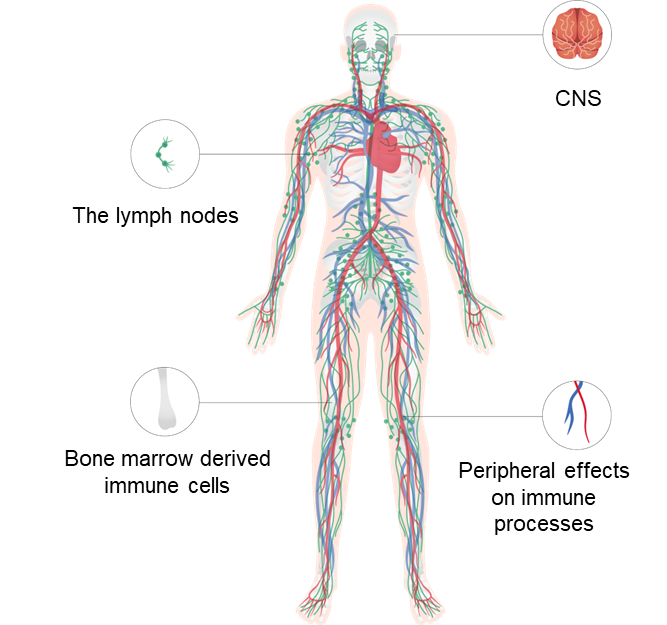 CNS
The lymph nodes
Bone marrow derived
immune cells
Peripheral effects
on immune
processes